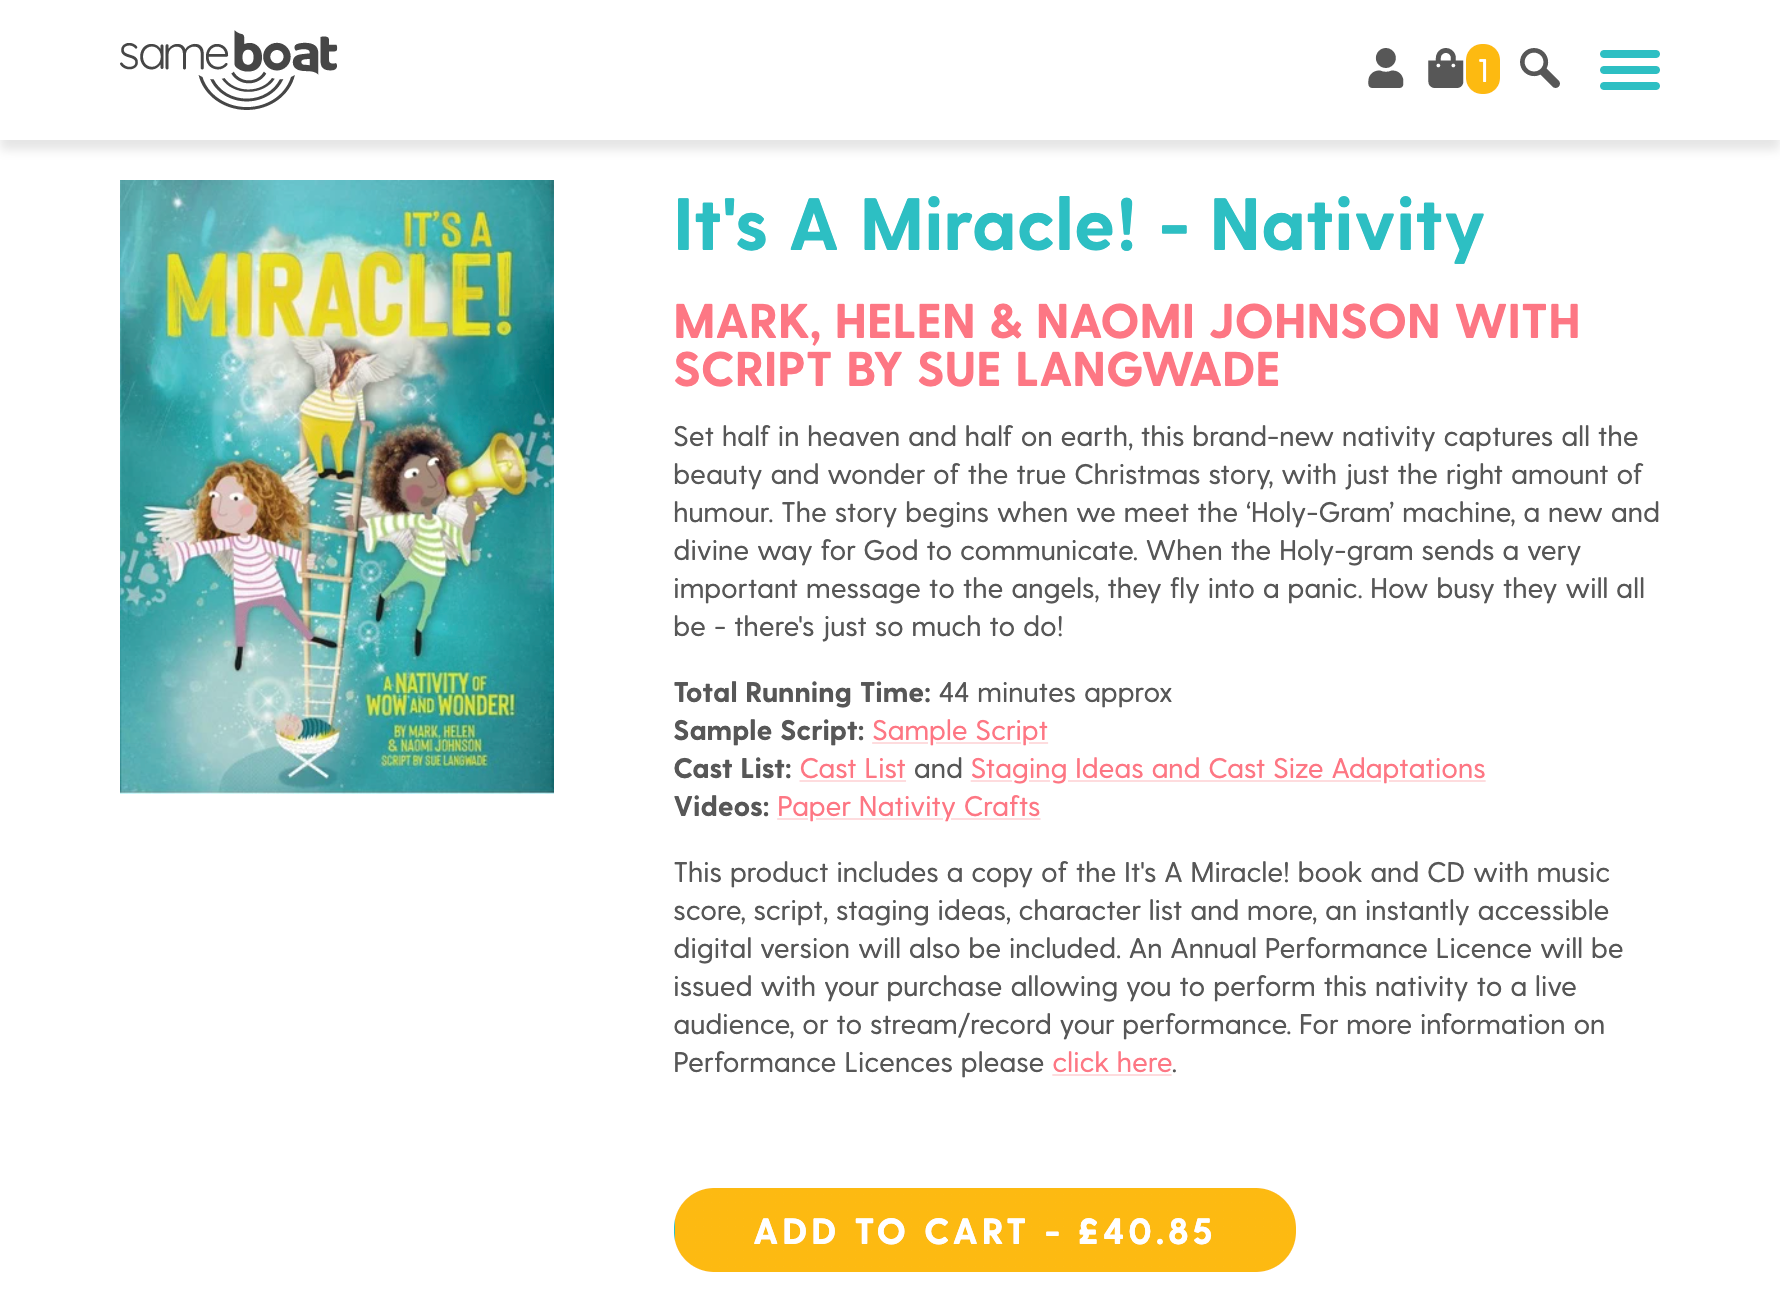 sameboat
1
IT'S A
MIRACLE!
A NATIVITY OF
WOW AND WONDER!
BY MARK, HELEN
& NAOMI JOHNSON
SCRIPT BY SUE LANGWADE
It's A Miracle! - Nativity
MARK, HELEN & NAOMI JOHNSON WITH
SCRIPT BY SUE LANGWADE
Set half in heaven and half on earth, this brand-new nativity captures all the
beauty and wonder of the true Christmas story, with just the right amount of
humour. The story begins when we meet the ‘Holy-Gram’ machine, a new and
divine way for God to communicate. When the Holy-gram sends a very
important message to the angels, they fly into a panic. How busy they will all
be - there's just so much to do!
Total Running Time: 44 minutes approx
Sample Script: Sample Script
Cast List: Cast List and Staging Ideas and Cast Size Adaptations
Videos: Paper Nativity Crafts
This product includes a copy of the It's A Miracle! book and CD with music
score, script, staging ideas, character list and more, an instantly accessible
digital version will also be included. An Annual Performance Licence will be
issued with your purchase allowing you to perform this nativity to a live
audience, or to stream/record your performance. For more information on
Performance Licences please click here.
ADD TO CART - £40.85